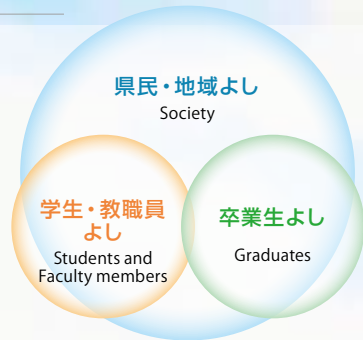 県民・地域よし
Society
学生・教職員
よし
Students and
Faculty members
卒業生よし
Graduates